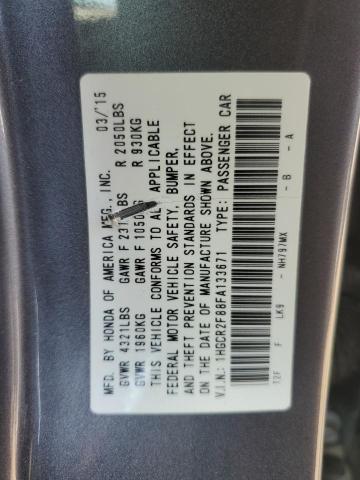 MFD. BY HONDA OF AMERICA MFG., INC. 03/'15
GVWR 4321LBS GAWR F LBS R 2050LBS
GVWR 1960KG GAWR F R 930KG
THIS VEHICLE CONFORMS TO ALL APPLICABLE
FEDERAL MOTOR VEHICLE SAFETY, BUMPER,
AND THEFT PREVENTION STANDARDS IN EFFECT
ON THE DATE OF MANUFACTURE SHOWN ABOVE.
V.I.N.: 1HGCR2F88FA133671 TYPE: PASSENGER CAR
T2F F LK9 - NH797MX - B - A